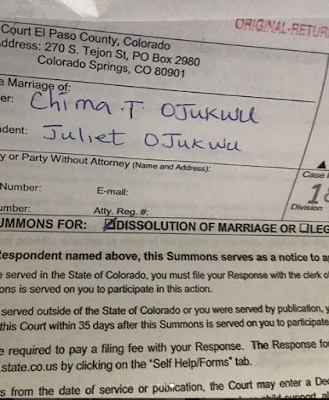 ORIGINAL-RETUR
Court El Paso County, Colorado
Address: 270 S. Tejon St, PO Box 2980
Colorado Springs, CO 80901
Marriage of:
er: Chima T OJUKWU
ndent: Juliet OJukwu
y or Party Without Attorney (Name and Address):
Case
Number: E-mail:
18
umber: Atty. Reg. #:
Division
SUMMONS FOR: ☑DISSOLUTION OF MARRIAGE OR ☐LEG
Respondent named above, this Summons serves as a notice to a
e served in the State of Colorado, you must file your Response with the clerk of
ons is served on you to participate in this action.
served outside of the State of Colorado or you were served by publication, y
this Court within 35 days after this Summons is served on you to participate
e required to pay a filing fee with your Response. The Response fo
.state.co.us by clicking on the "Self Help/Forms" tab.
s from the date of service or publication, the Court may enter a Dec
child support